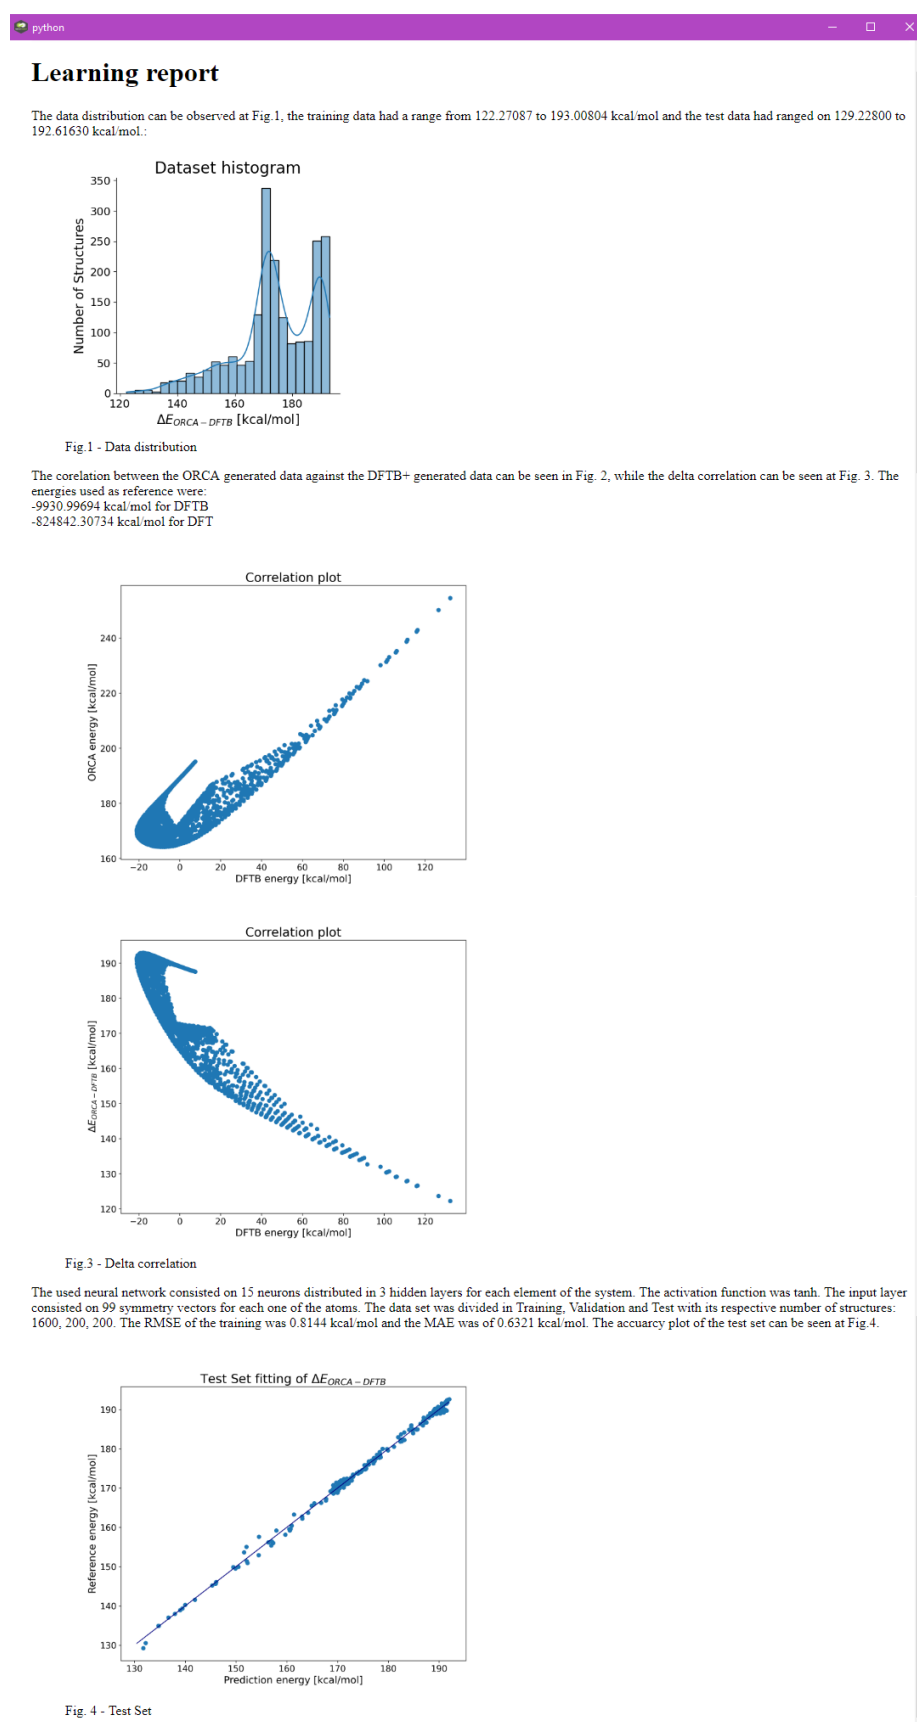 python
Learning report
The data distribution can be observed at Fig.1, the training data had a range from 122.27087 to 193.00804 kcal/mol and the test data had ranged on 129.22800 to
192.61630 kcal/mol.:
Dataset histogram
350
300
250
200
150
100
50
0
Number of Structures
120 140 160 180
ΔE_ORCA−DFTB [kcal/mol]
Fig.1 - Data distribution
The corelation between the ORCA generated data against the DFTB+ generated data can be seen in Fig. 2, while the delta correlation can be seen at Fig. 3. The
energies used as reference were:
-9930.99694 kcal/mol for DFTB
-824842.30734 kcal/mol for DFT
Correlation plot
240
220
200
180
160
ORCA energy [kcal/mol]
−20 0 20 40 60 80 100 120
DFTB energy [kcal/mol]
Correlation plot
190
180
170
160
150
140
130
120
ΔE_ORCA−DFTB [kcal/mol]
−20 0 20 40 60 80 100 120
DFTB energy [kcal/mol]
Fig.3 - Delta correlation
The used neural network consisted on 15 neurons distributed in 3 hidden layers for each element of the system. The activation function was tanh. The input layer
consisted on 99 symmetry vectors for each one of the atoms. The data set was divided in Training, Validation and Test with its respective number of structures:
1600, 200, 200. The RMSE of the training was 0.8144 kcal/mol and the MAE was of 0.6321 kcal/mol. The accuarcy plot of the test set can be seen at Fig.4.
Test Set fitting of ΔE_ORCA−DFTB
190
180
170
160
150
140
130
Reference energy [kcal/mol]
130 140 150 160 170 180 190
Prediction energy [kcal/mol]
Fig. 4 - Test Set